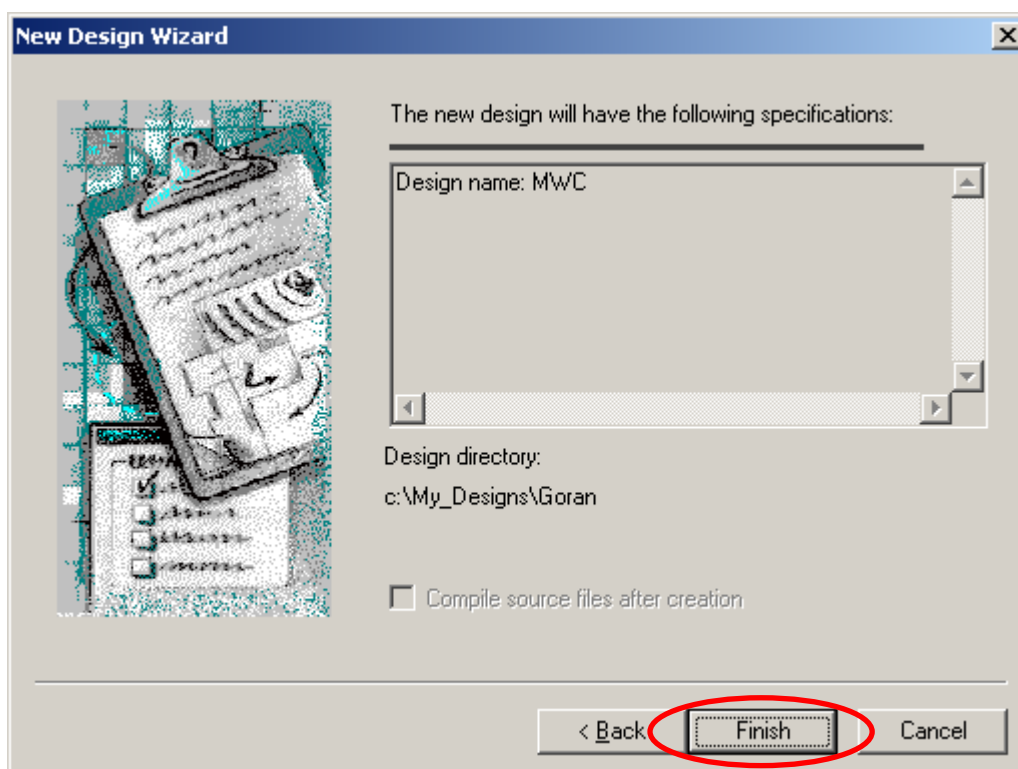 New Design Wizard
The new design will have the following specifications:
Design name: MWC
Design directory:
c:\My_Designs\Goran
Compile source files after creation
< Back
Finish
Cancel